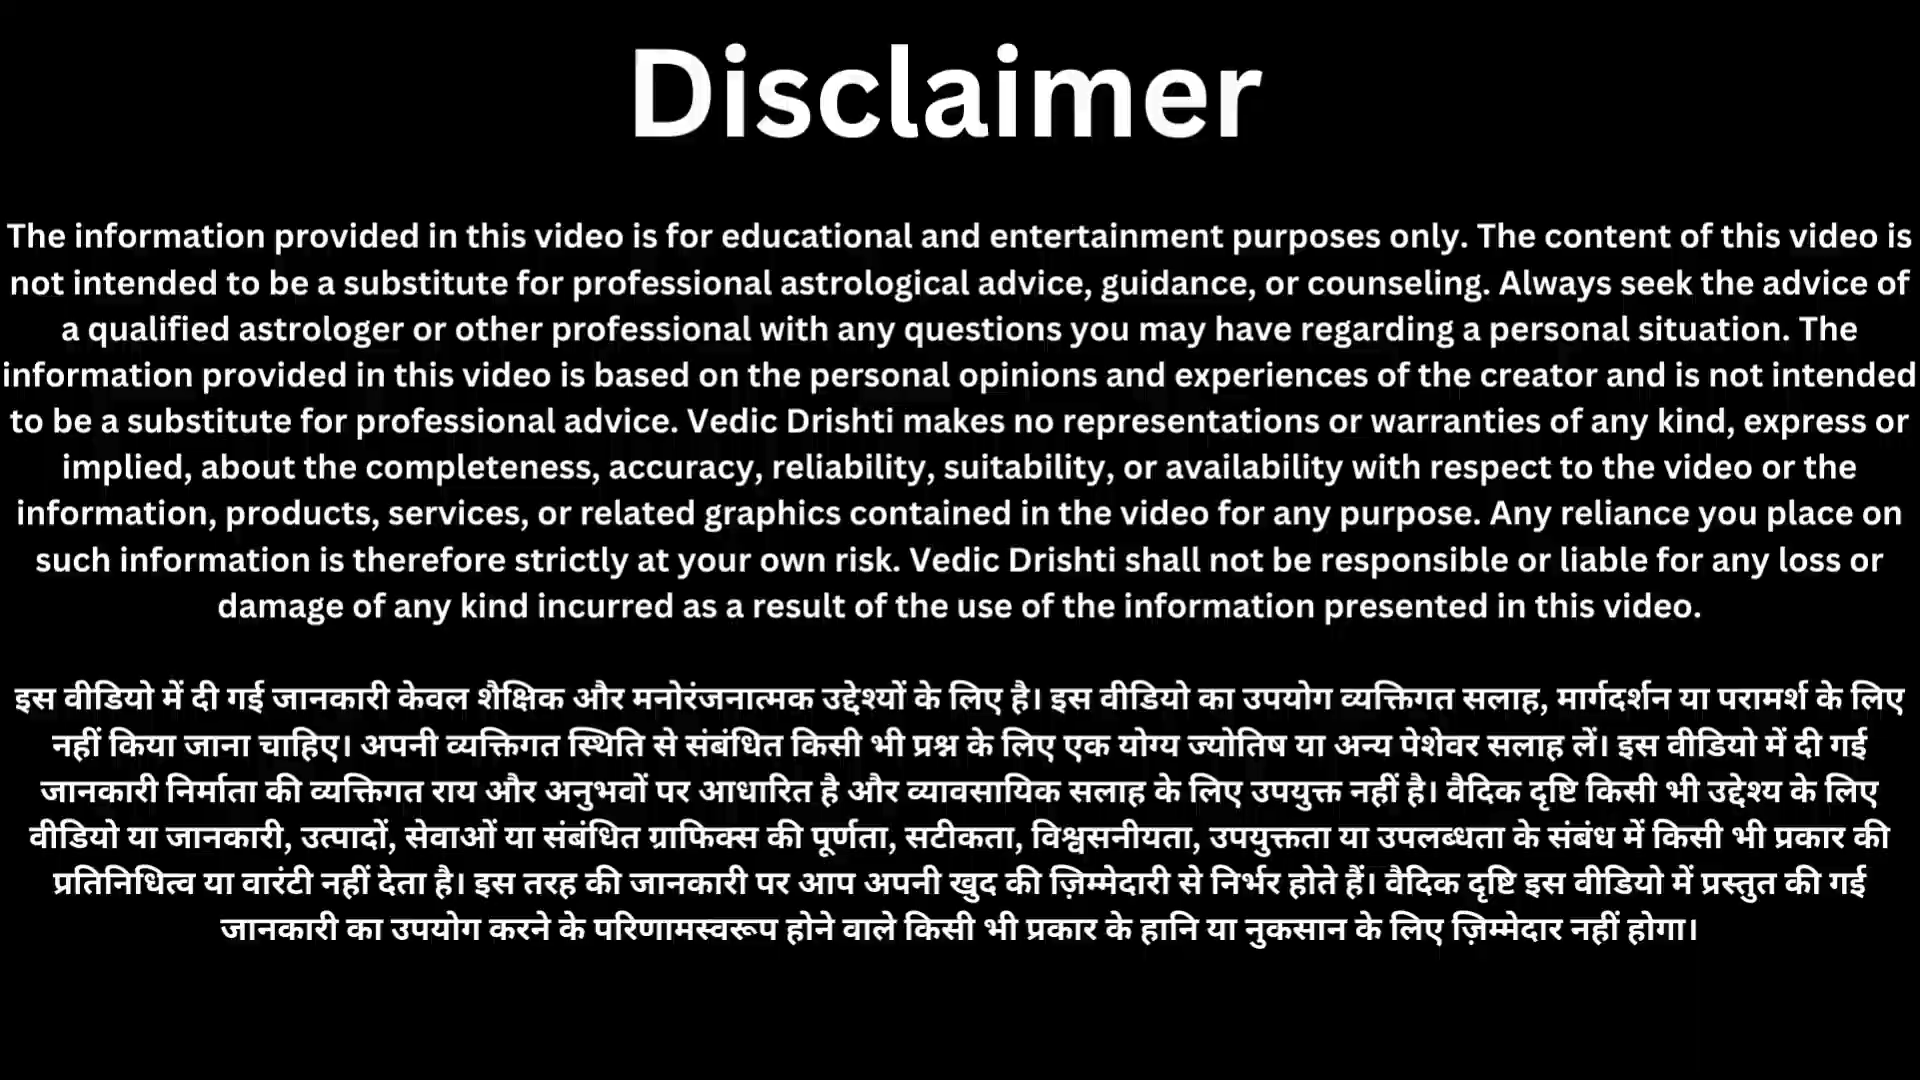 Disclaimer
The information provided in this video is for educational and entertainment purposes only. The content of this video is
not intended to be a substitute for professional astrological advice, guidance, or counseling. Always seek the advice of
a qualified astrologer or other professional with any questions you may have regarding a personal situation. The
information provided in this video is based on the personal opinions and experiences of the creator and is not intended
to be a substitute for professional advice. Vedic Drishti makes no representations or warranties of any kind, express or
implied, about the completeness, accuracy, reliability, suitability, or availability with respect to the video or the
information, products, services, or related graphics contained in the video for any purpose. Any reliance you place on
such information is therefore strictly at your own risk. Vedic Drishti shall not be responsible or liable for any loss or
damage of any kind incurred as a result of the use of the information presented in this video.
इस वीडियो में दी गई जानकारी केवल शैक्षिक और मनोरंजनात्मक उद्देश्यों के लिए है। इस वीडियो का उपयोग व्यक्तिगत सलाह, मार्गदर्शन या परामर्श के लिए
नहीं किया जाना चाहिए। अपनी व्यक्तिगत स्थिति से संबंधित किसी भी प्रश्न के लिए एक योग्य ज्योतिष या अन्य पेशेवर सलाह लें। इस वीडियो में दी गई
जानकारी निर्माता की व्यक्तिगत राय और अनुभवों पर आधारित है और व्यावसायिक सलाह के लिए उपयुक्त नहीं है। वैदिक दृष्टि किसी भी उद्देश्य के लिए
वीडियो या जानकारी, उत्पादों, सेवाओं या संबंधित ग्राफिक्स की पूर्णता, सटीकता, विश्वसनीयता, उपयुक्तता या उपलब्धता के संबंध में किसी भी प्रकार की
प्रतिनिधित्व या वारंटी नहीं देता है। इस तरह की जानकारी पर आप अपनी खुद की ज़िम्मेदारी से निर्भर होते हैं। वैदिक दृष्टि इस वीडियो में प्रस्तुत की गई
जानकारी का उपयोग करने के परिणामस्वरूप होने वाले किसी भी प्रकार के हानि या नुकसान के लिए ज़िम्मेदार नहीं होगा।